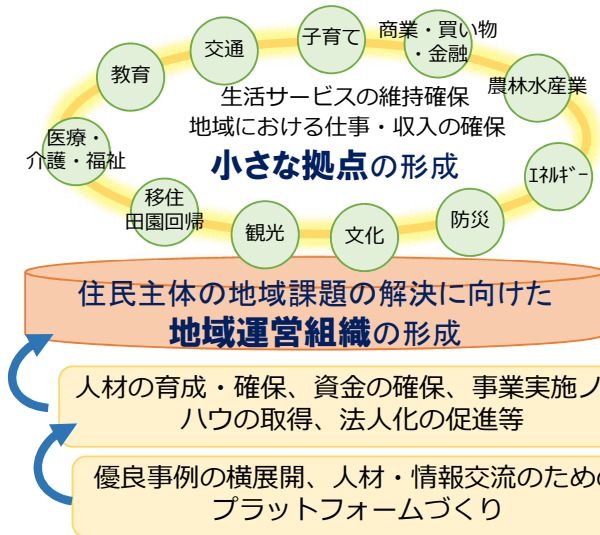 子育て
商業・買い物
・金融
交通
教育
農林水産業
生活サービスの維持確保
地域における仕事・収入の確保
医療・
介護・福祉
小さな拠点の形成
ｴﾈﾙｷﾞｰ
移住
田園回帰
観光
文化
防災
住民主体の地域課題の解決に向けた
地域運営組織の形成
人材の育成・確保、資金の確保、事業実施ノ
ハウの取得、法人化の促進等
優良事例の横展開、人材・情報交流のための
プラットフォームづくり